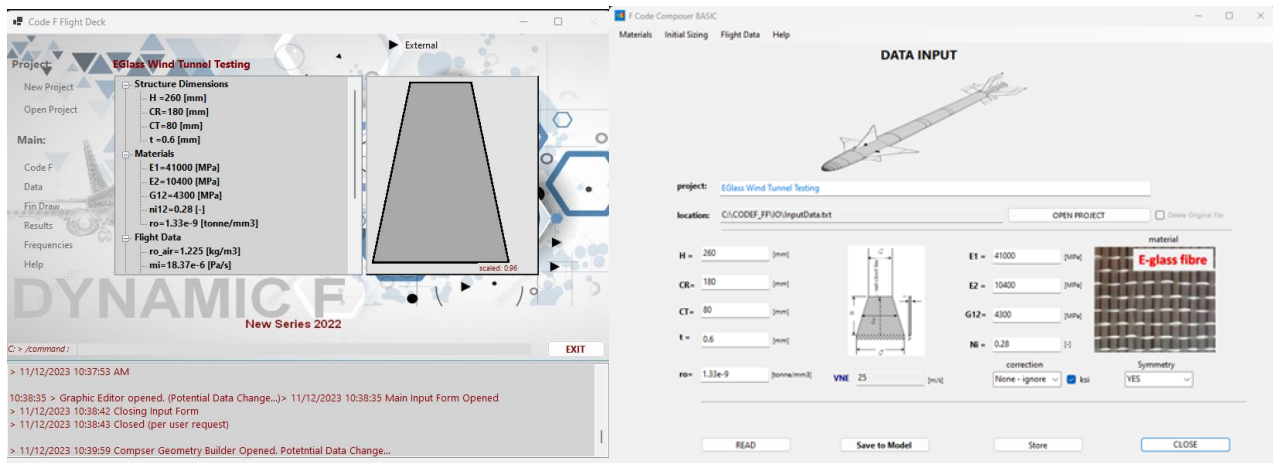 Code F Flight Deck
External
Project:
EGlass Wind Tunnel Testing
New Project
Open Project
Main:
Code F
Data
Fin Draw
Results
Frequencies
Help
Structure Dimensions
H =260 [mm]
CR=180 [mm]
CT=80 [mm]
t =0.6 [mm]
Materials
E1=41000 [MPa]
E2=10400 [MPa]
G12=4300 [MPa]
ni12=0.28 [-]
ro=1.33e-9 [tonne/mm3]
Flight Data
ro_air=1.225 [kg/m3]
mi=18.37e-6 [Pa/s]
scaled: 0.96
DYNAMIC F
New Series 2022
C: > /command :
EXIT
> 11/12/2023 10:37:53 AM
10:38:35 > Graphic Editor opened. (Potential Data Change...)> 11/12/2023 10:38:35 Main Input Form Opened
> 11/12/2023 10:38:42 Closing Input Form
> 11/12/2023 10:38:43 Closed (per user request)
> 11/12/2023 10:39:59 Compser Geometry Builder Opened. Potetntial Data Change...
F Code Composer BASIC
Materials Initial Sizing Flight Data Help
DATA INPUT
project: EGlass Wind Tunnel Testing
location: C:\CODEF_FF\IO\InputData.txt OPEN PROJECT Delete Original File
H = 260 [mm]
CR= 180 [mm]
CT= 80 [mm]
t = 0.6 [mm]
ro= 1.33e-9 [tonne/mm3]
VNE 25 [m/s]
E1 = 41000 [MPa]
E2 = 10400 [MPa]
G12= 4300 [MPa]
Ni = 0.28 [-]
material
E-glass fibre
correction
None - ignore ksi
Symmetry
YES
READ Save to Model Store CLOSE